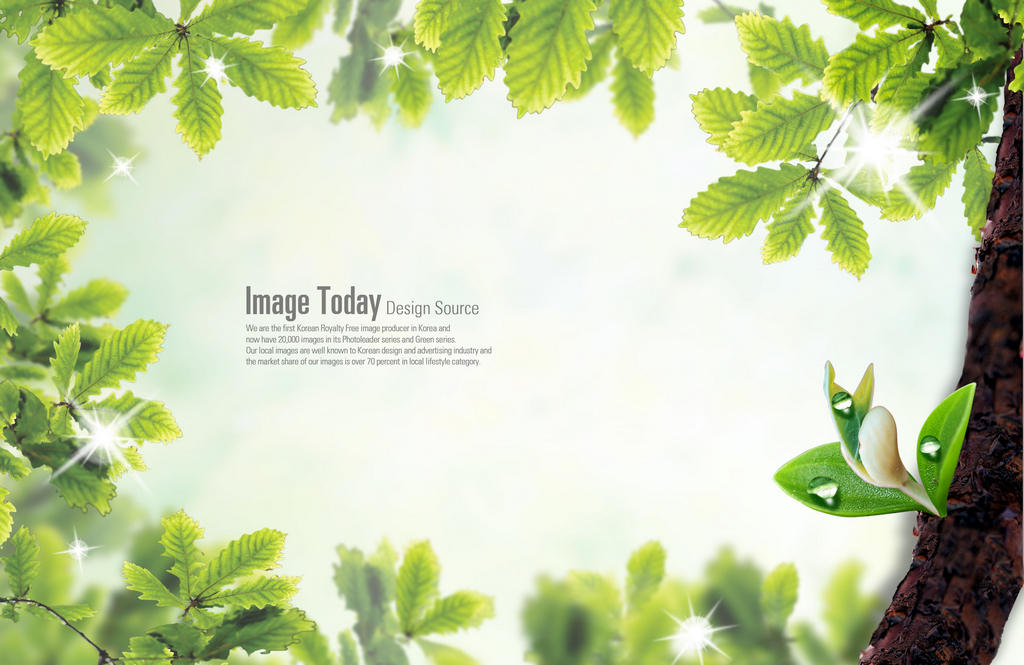 Image Today Design Source
We are the first Korean Royalty Free image producer in Korea and
now have 20,000 images in its Photoleader series and Green series.
Our local images are well known to Korean design and advertising industry and
the market share of our images is over 70 percent in local lifestyle category.